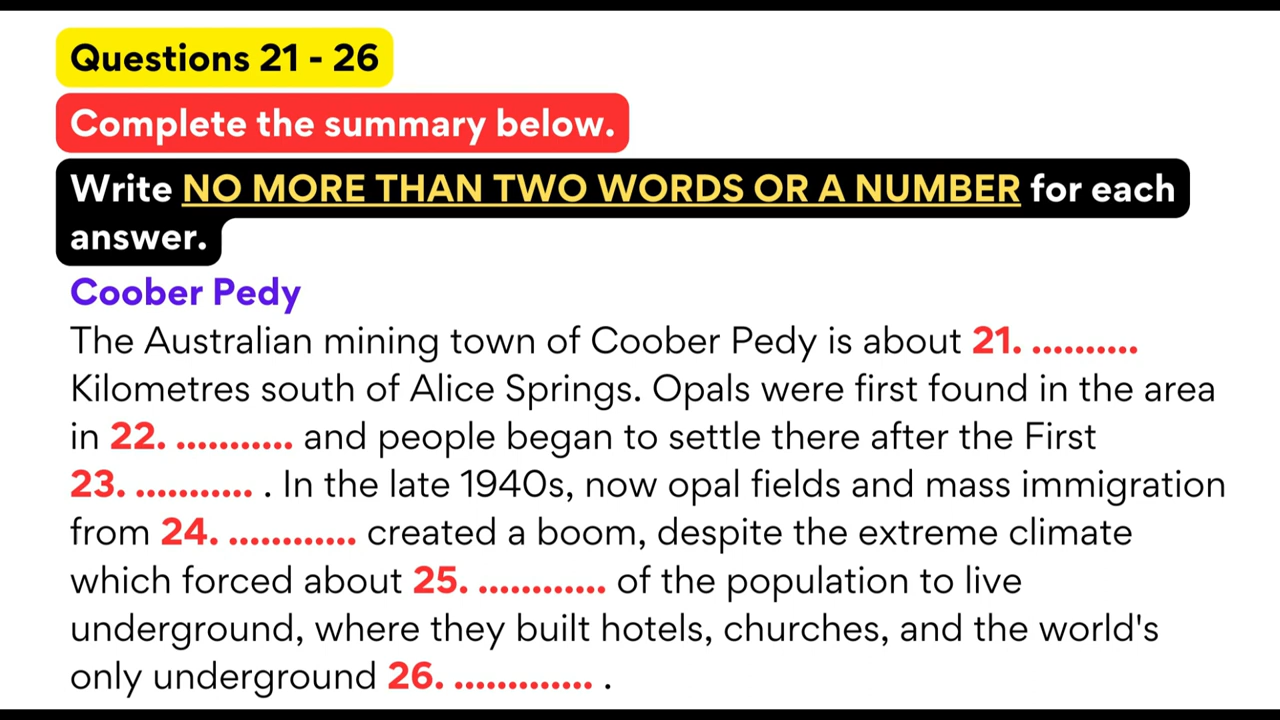 Questions 21 - 26
Complete the summary below.
Write NO MORE THAN TWO WORDS OR A NUMBER for each
answer.
Coober Pedy
The Australian mining town of Coober Pedy is about 21. ..........
Kilometres south of Alice Springs. Opals were first found in the area
in 22. ........... and people began to settle there after the First
23. ........... . In the late 1940s, now opal fields and mass immigration
from 24. ............ created a boom, despite the extreme climate
which forced about 25. ............ of the population to live
underground, where they built hotels, churches, and the world's
only underground 26. ............. .